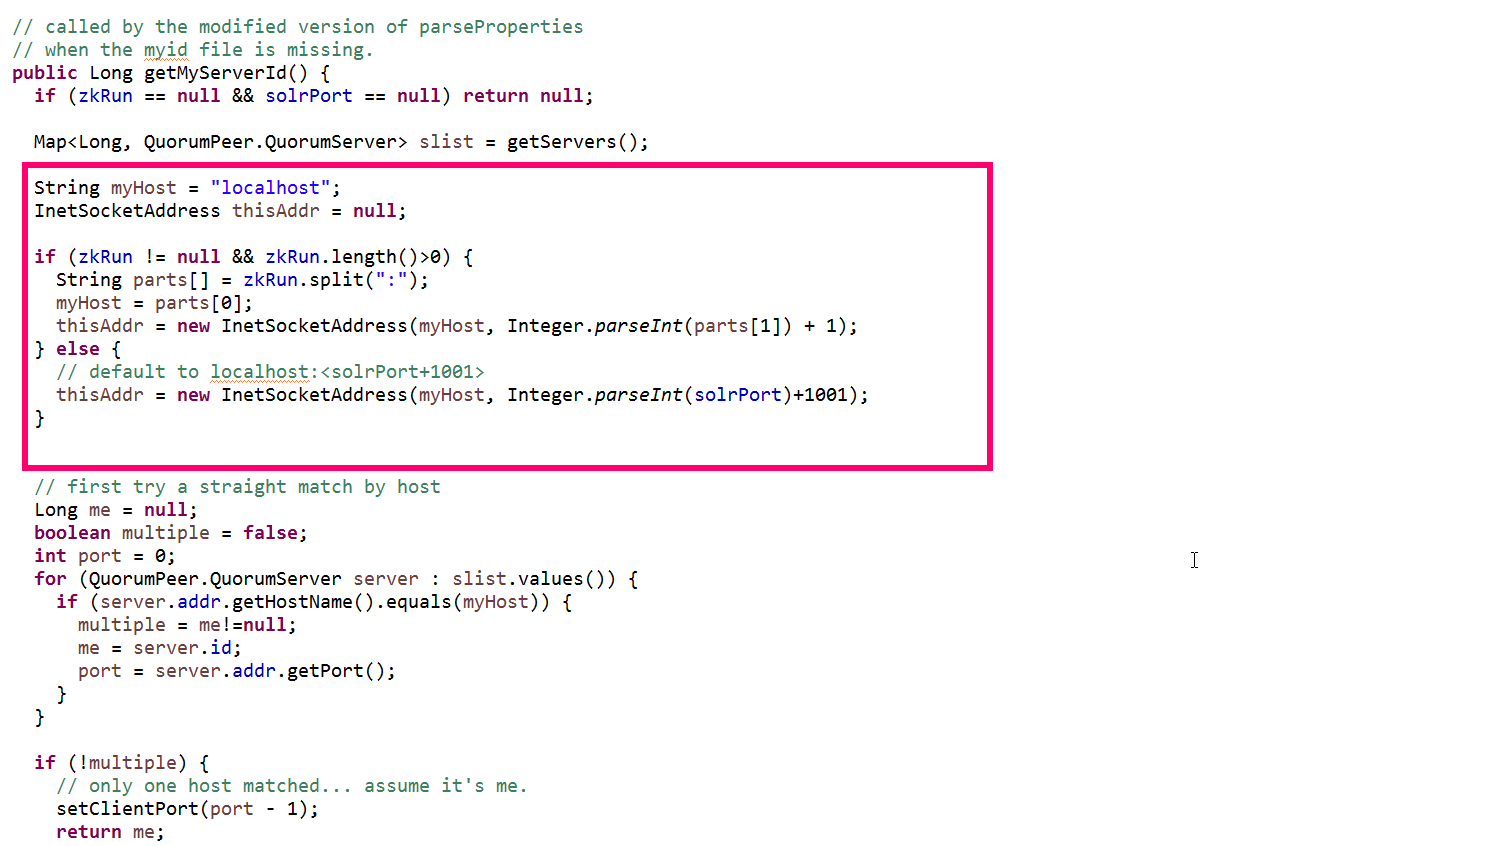 // called by the modified version of parseProperties
// when the myid file is missing.
public Long getMyServerId() {
if (zkRun == null && solrPort == null) return null;
Map<Long, QuorumPeer.QuorumServer> slist = getServers();
String myHost = "localhost";
InetSocketAddress thisAddr = null;
if (zkRun != null && zkRun.length()>0) {
String parts[] = zkRun.split(":");
myHost = parts[0];
thisAddr = new InetSocketAddress(myHost, Integer.parseInt(parts[1]) + 1);
} else {
// default to localhost:<solrPort+1001>
thisAddr = new InetSocketAddress(myHost, Integer.parseInt(solrPort)+1001);
}
// first try a straight match by host
Long me = null;
boolean multiple = false;
int port = 0;
for (QuorumPeer.QuorumServer server : slist.values()) {
if (server.addr.getHostName().equals(myHost)) {
multiple = me!=null;
me = server.id;
port = server.addr.getPort();
}
}
if (!multiple) {
// only one host matched... assume it's me.
setClientPort(port - 1);
return me;